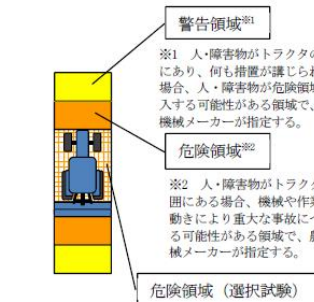 警告領域※1
※1 人・障害物がトラクタの
にあり、何も措置が講じられ
場合、人・障害物が危険領域
入する可能性がある領域で、
機械メーカーが指定する。
危険領域※2
※2 人・障害物がトラク
囲にある場合、機械や作業
動きにより重大な事故に
る可能性がある領域で、
械メーカーが指定する。
危険領域（選択試験）